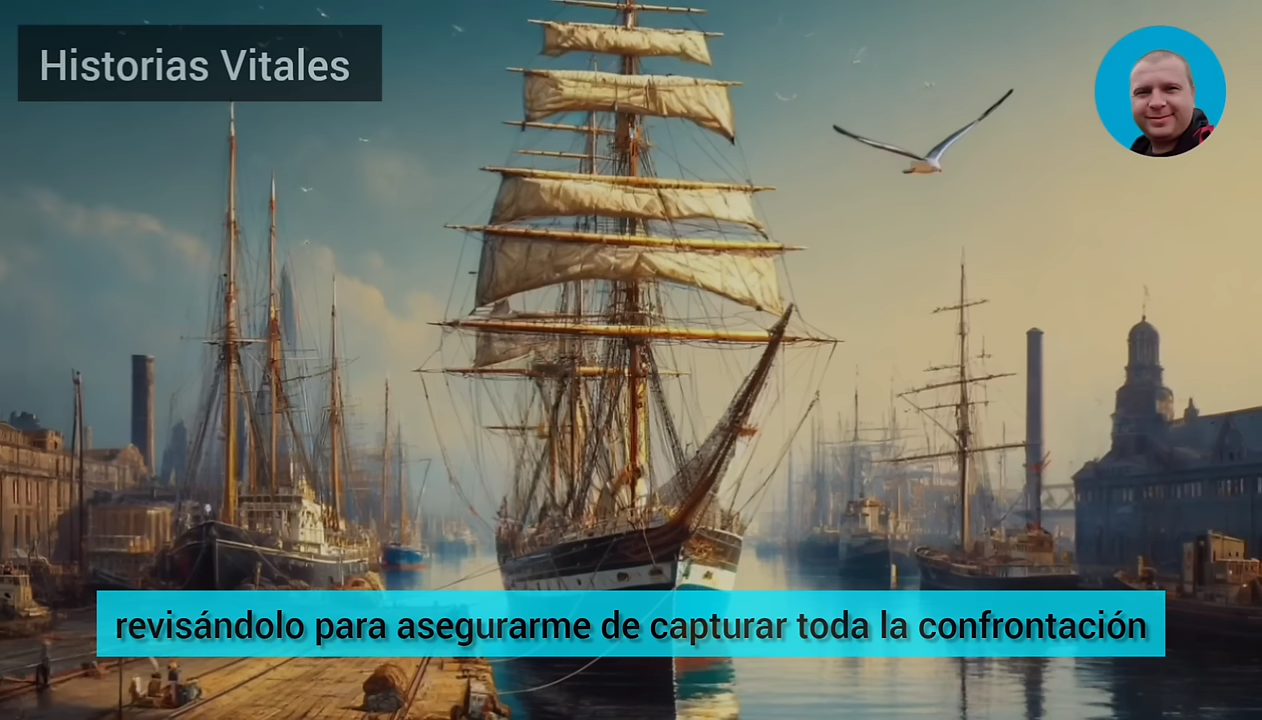 Historias Vitales
revisándolo para asegurarme de capturar toda la confrontación